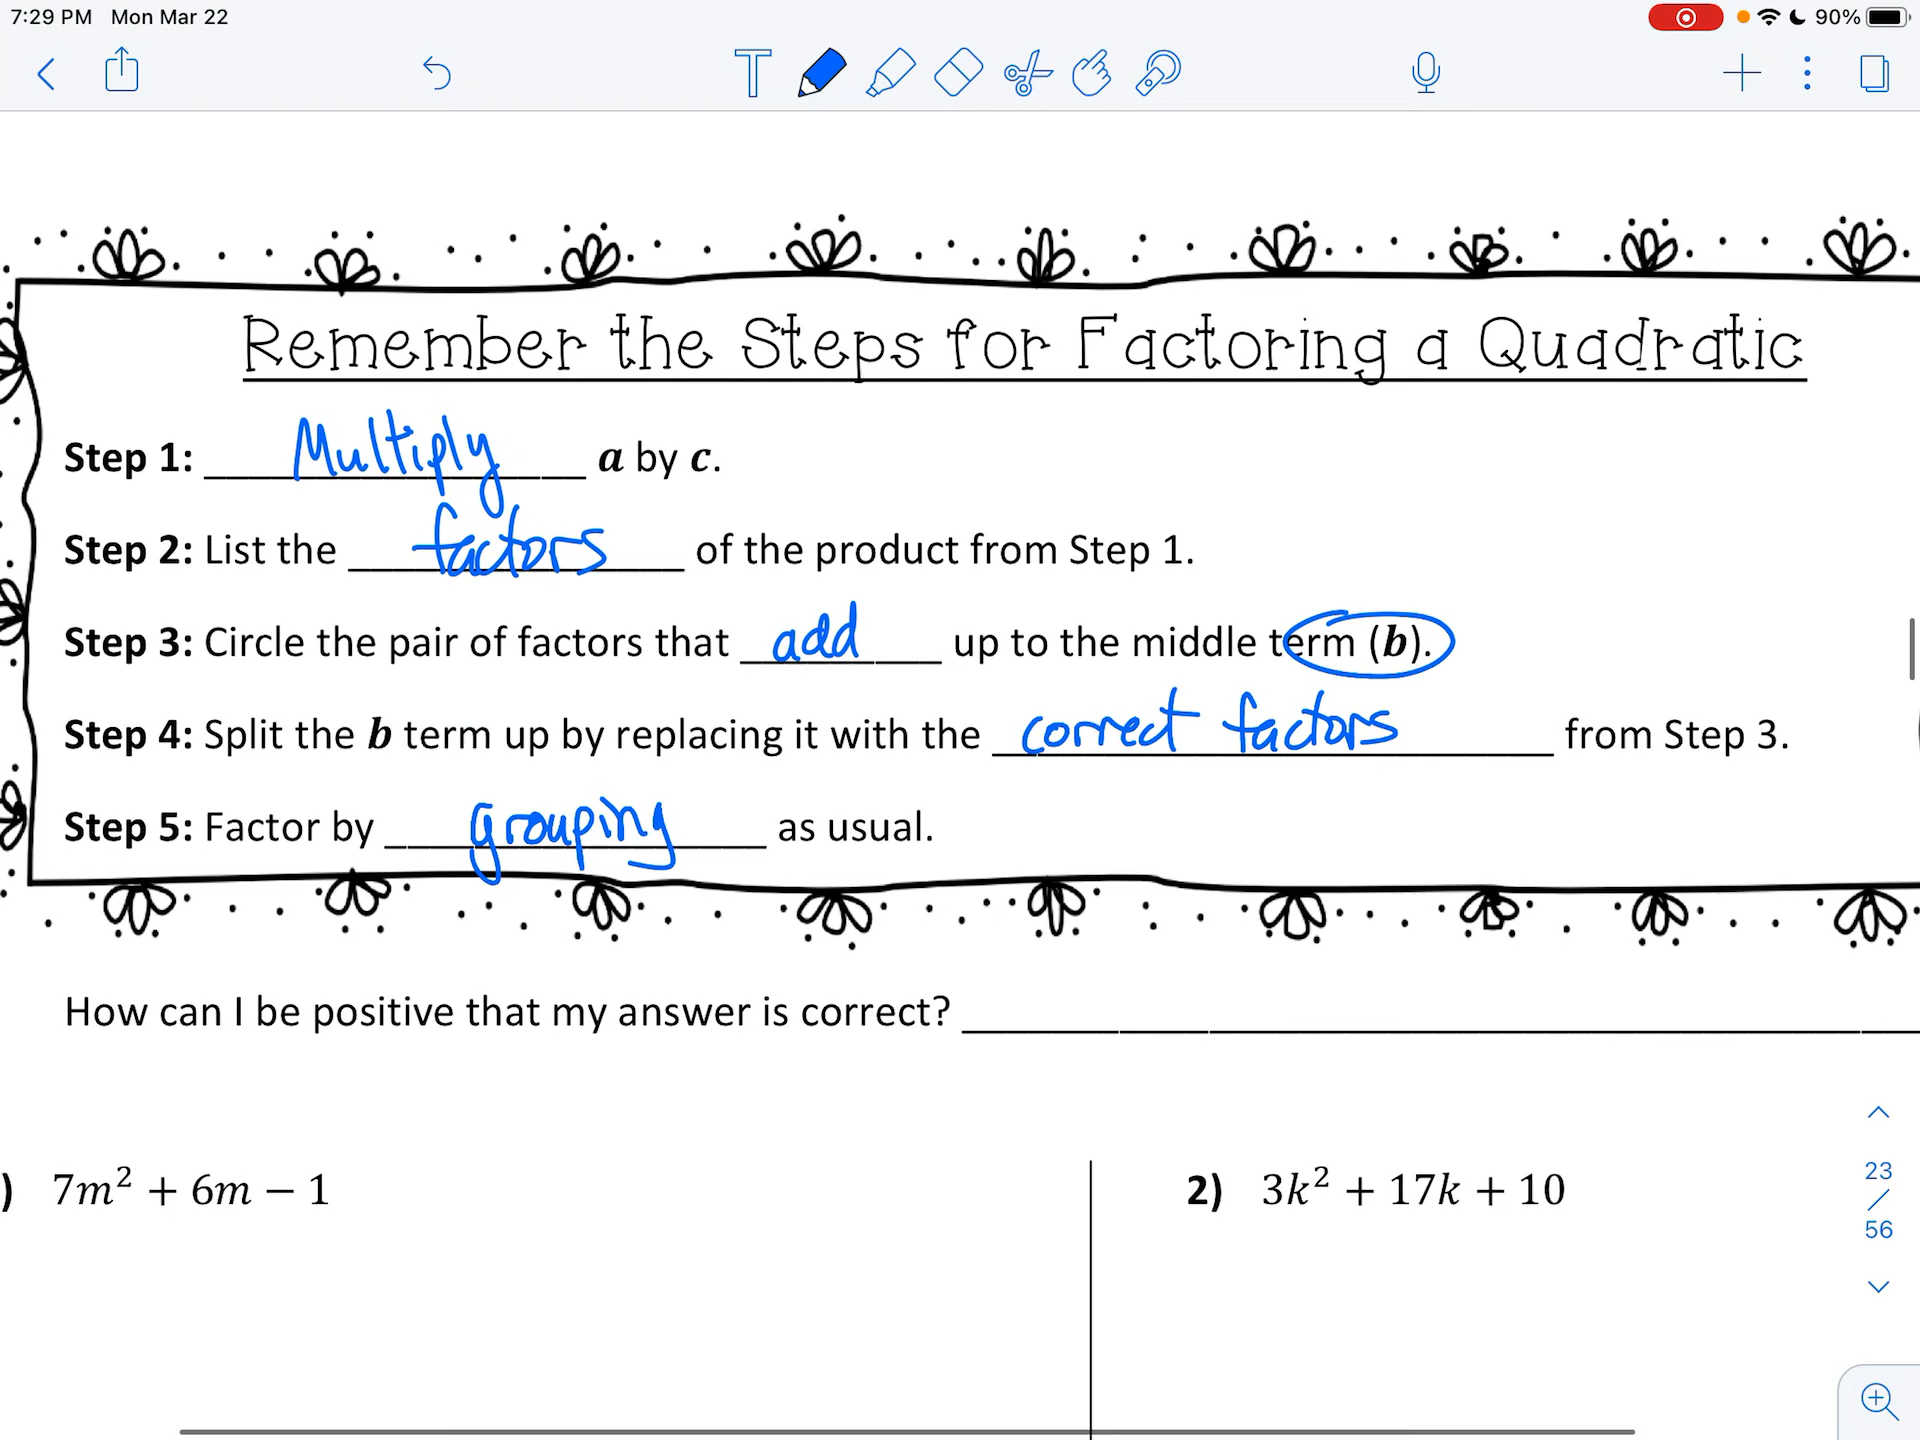 7:29 PM Mon Mar 22
90%
Remember the Steps for Factoring a Quadratic
Step 1: Multiply a by c.
Step 2: List the factors of the product from Step 1.
Step 3: Circle the pair of factors that add up to the middle term (b).
Step 4: Split the b term up by replacing it with the correct factors from Step 3.
Step 5: Factor by grouping as usual.
How can I be positive that my answer is correct?
) 7m² + 6m − 1
2) 3k² + 17k + 10
23
/
56